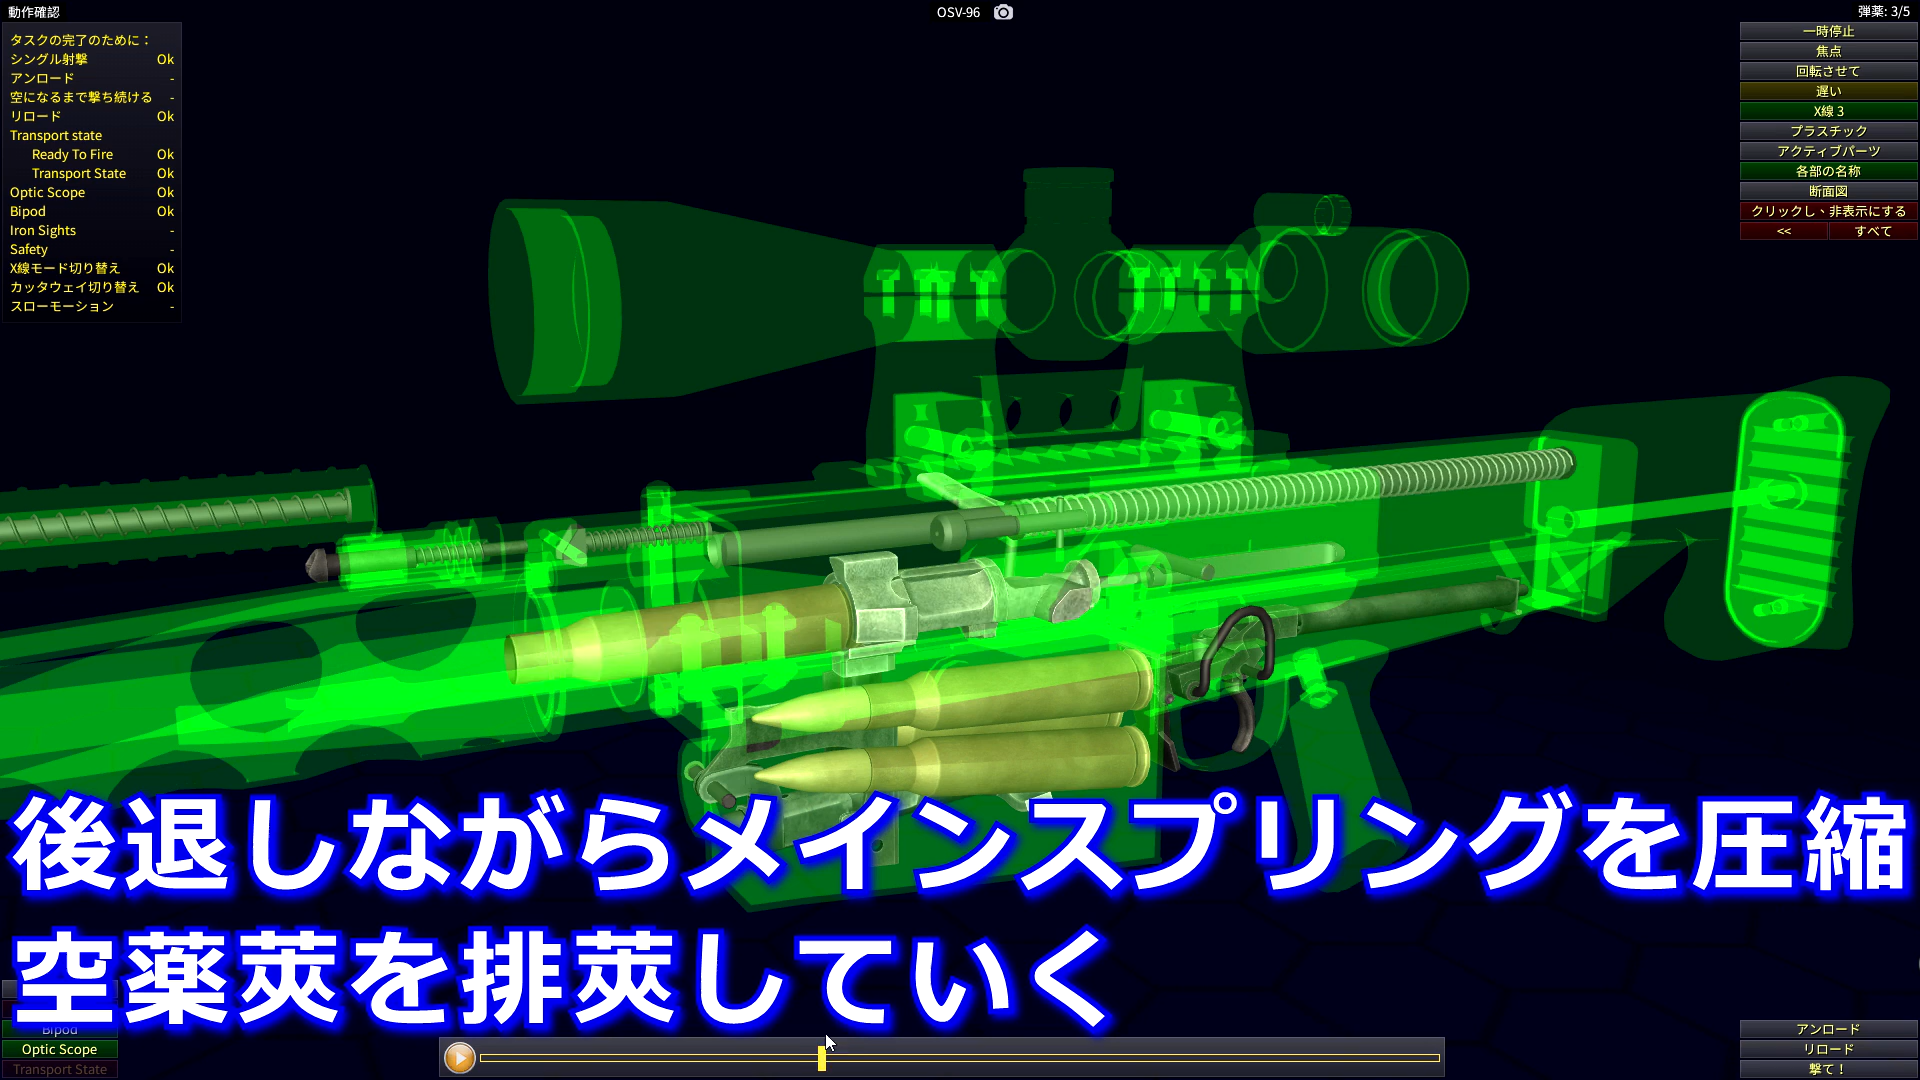 動作確認
OSV-96
弾薬: 3/5
タスクの完了のために：
シングル射撃 Ok
アンロード -
空になるまで撃ち続ける -
リロード Ok
Transport state
Ready To Fire Ok
Transport State Ok
Optic Scope Ok
Bipod Ok
Iron Sights -
Safety -
X線モード切り替え Ok
カッタウェイ切り替え Ok
スローモーション -
一時停止
焦点
回転させて
遅い
X線 3
プラスチック
アクティブパーツ
各部の名称
断面図
クリックし、非表示にする
<< すべて
後退しながらメインスプリングを圧縮
空薬莢を排莢していく
Bipod
Optic Scope
Transport State
アンロード
リロード
撃て！